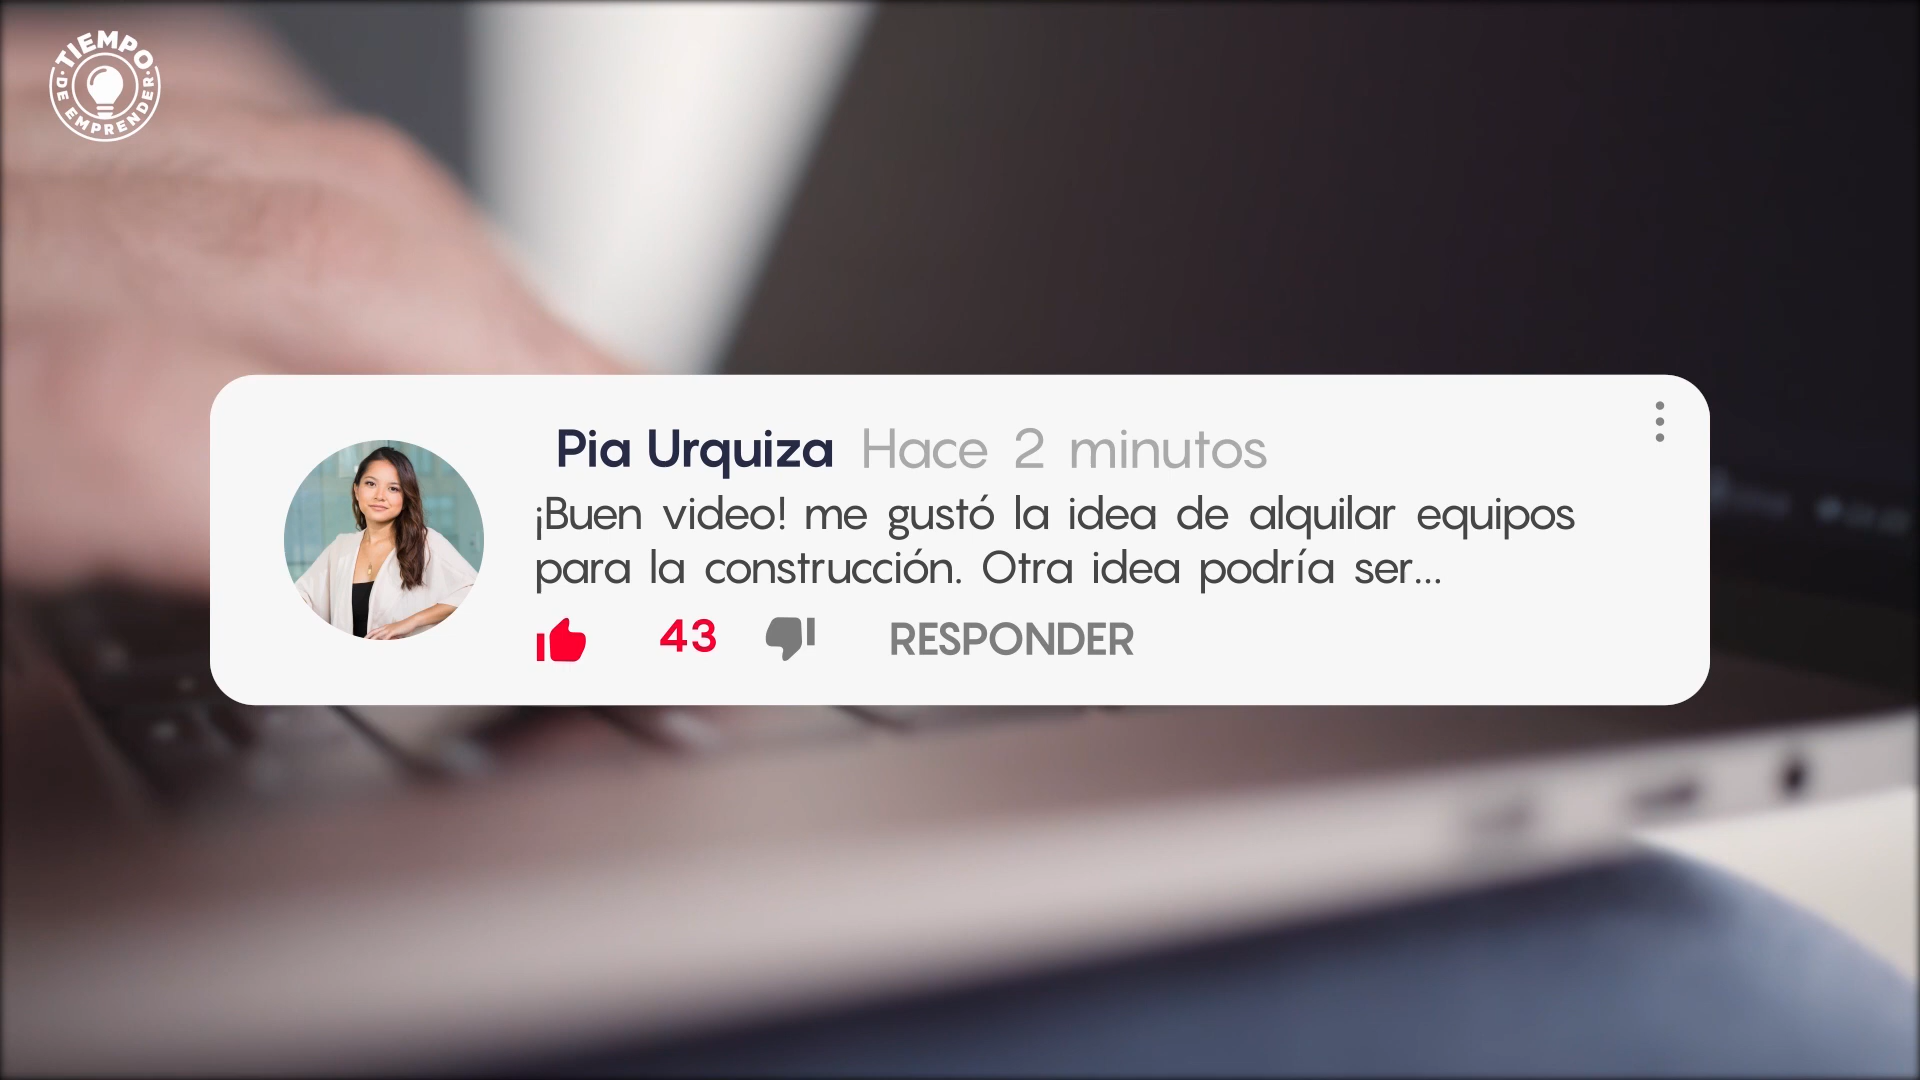 TIEMPO
DE EMPRENDER
Pia Urquiza Hace 2 minutos
¡Buen video! me gustó la idea de alquilar equipos
para la construcción. Otra idea podría ser...
43 RESPONDER